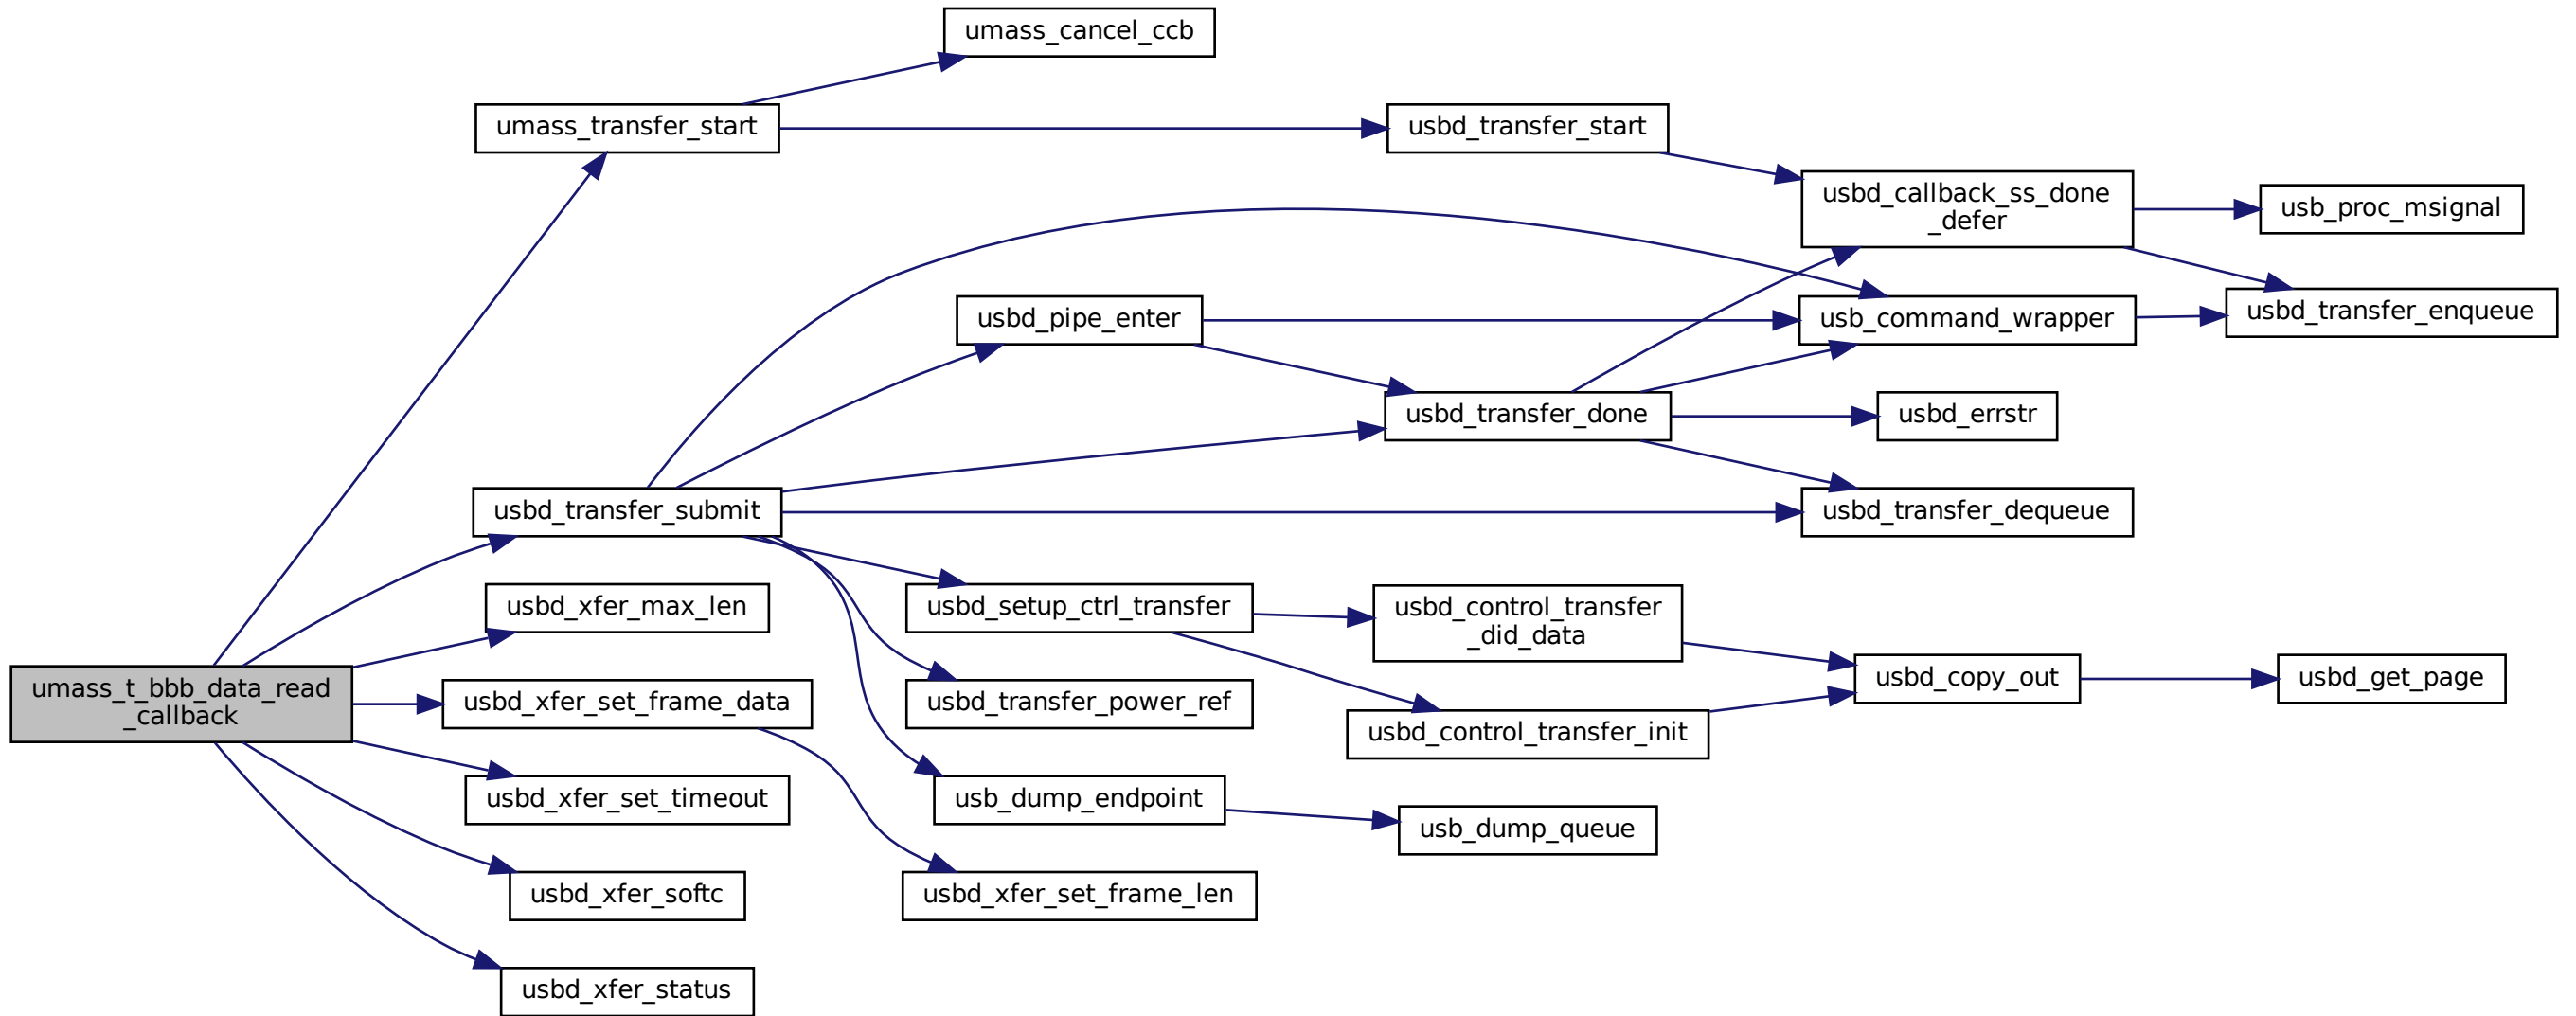 umass_cancel_ccb
umass_transfer_start
usbd_transfer_start
usbd_callback_ss_done
_defer
usb_proc_msignal
usbd_pipe_enter
usb_command_wrapper
usbd_transfer_enqueue
usbd_transfer_done
usbd_errstr
usbd_transfer_submit
usbd_transfer_dequeue
usbd_xfer_max_len
usbd_setup_ctrl_transfer
usbd_control_transfer
_did_data
umass_t_bbb_data_read
_callback
usbd_xfer_set_frame_data
usbd_transfer_power_ref
usbd_copy_out
usbd_get_page
usbd_control_transfer_init
usbd_xfer_set_timeout
usb_dump_endpoint
usb_dump_queue
usbd_xfer_softc
usbd_xfer_set_frame_len
usbd_xfer_status